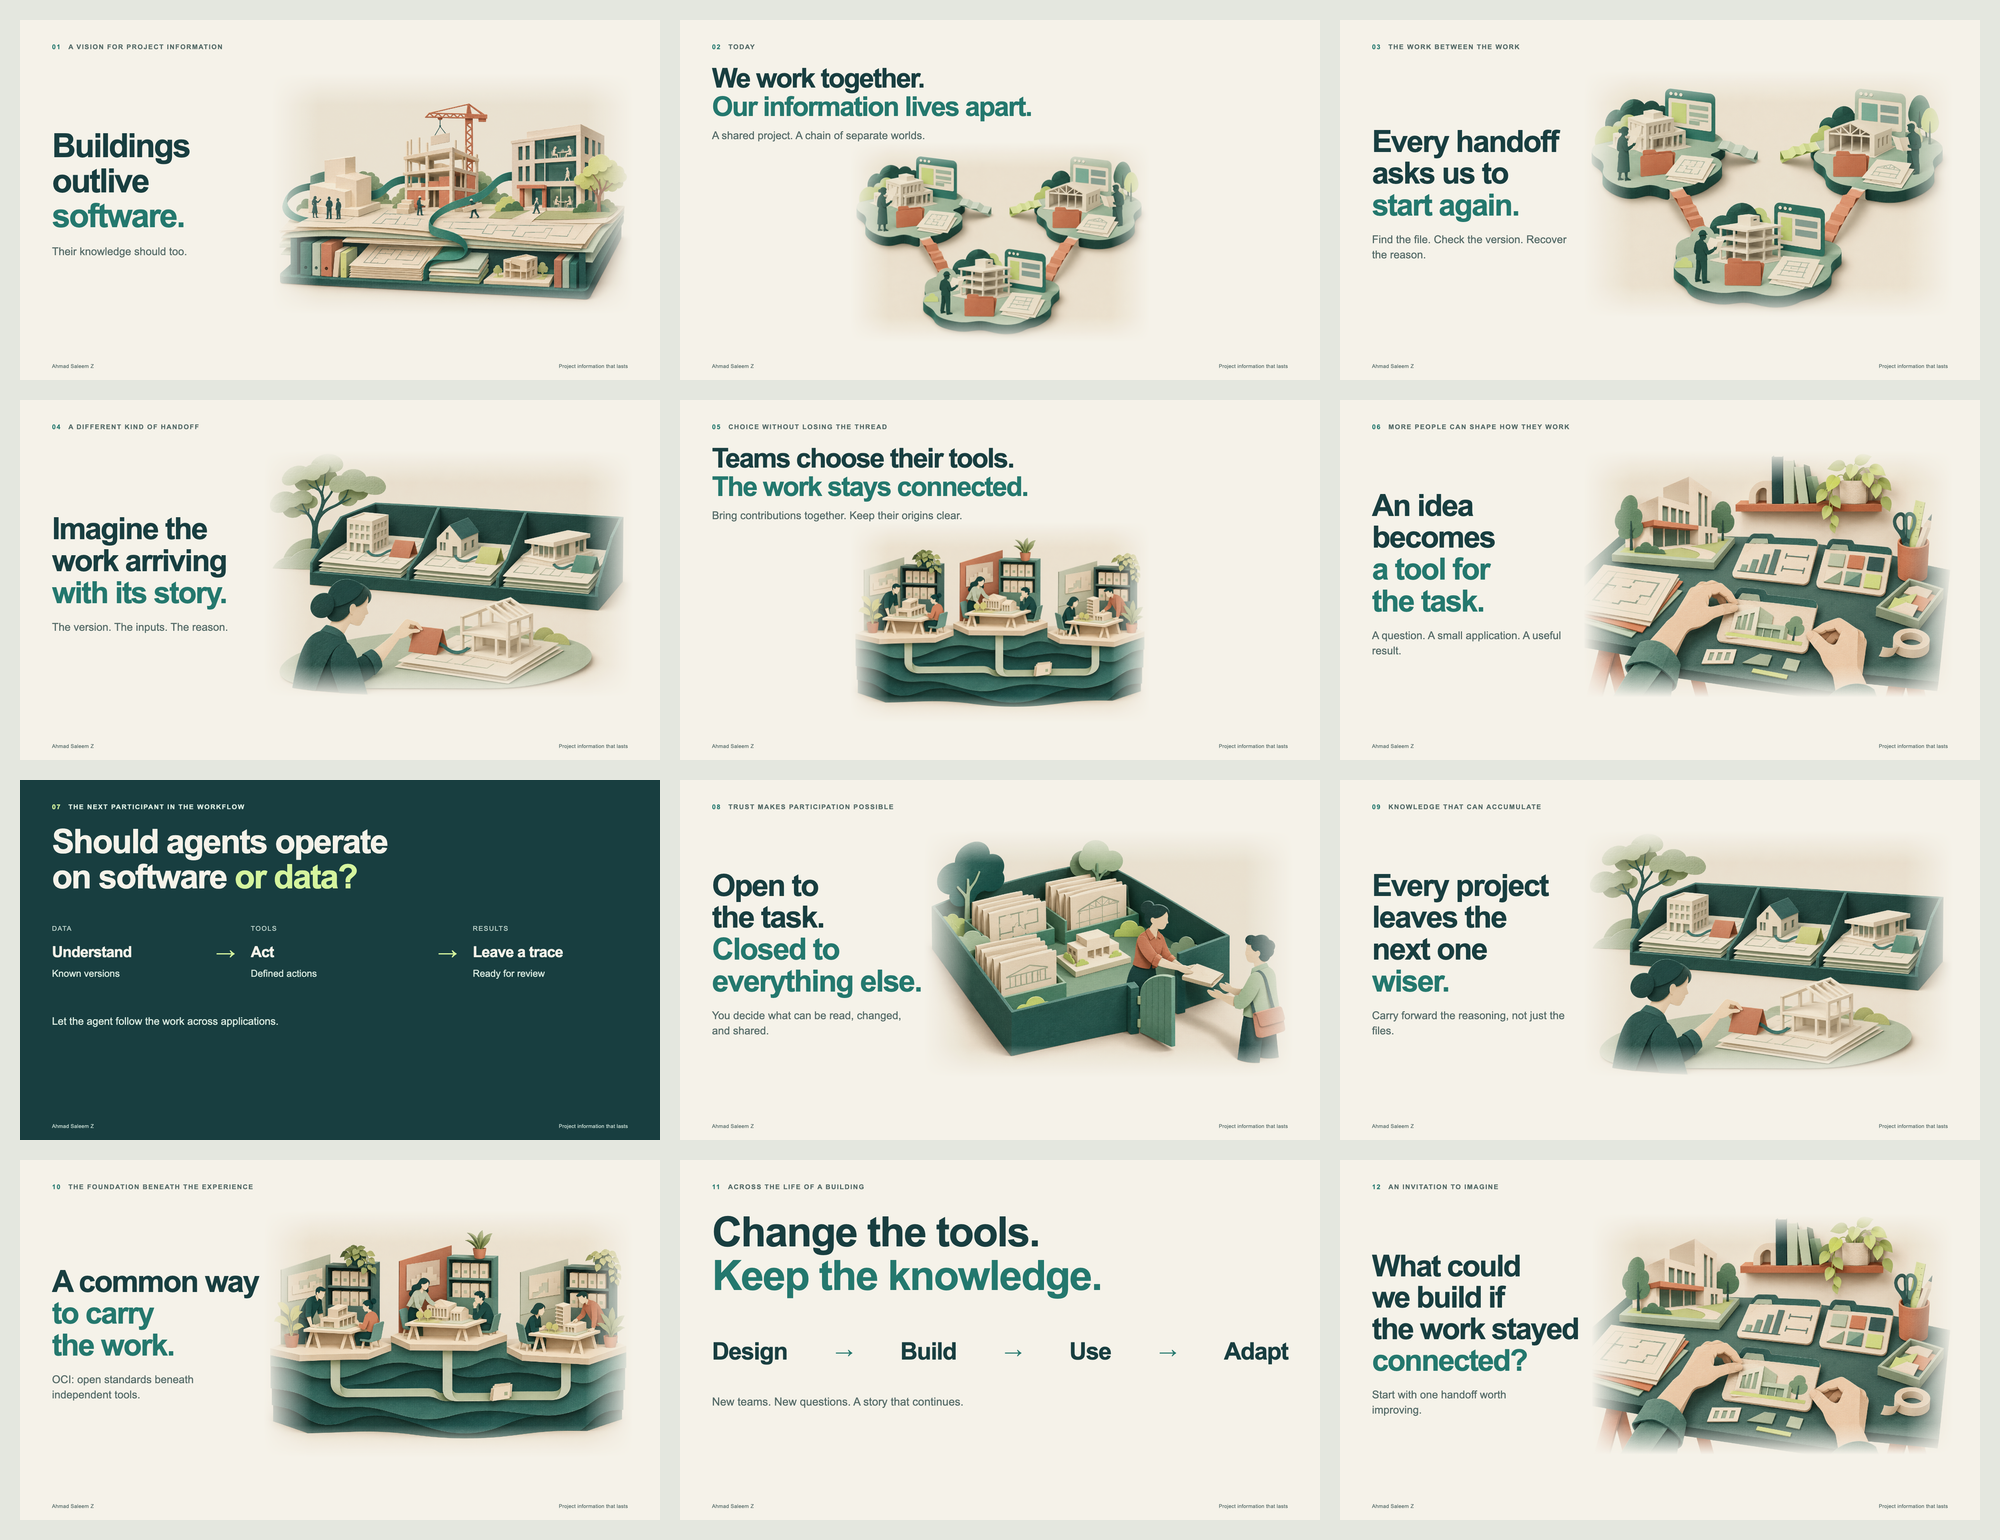 01 A VISION FOR PROJECT INFORMATION
Buildings
outlive
software.
Their knowledge should too.
Ahmad Saleem Z
Project information that lasts
02 TODAY
We work together.
Our information lives apart.
A shared project. A chain of separate worlds.
Ahmad Saleem Z
Project information that lasts
03 THE WORK BETWEEN THE WORK
Every handoff
asks us to
start again.
Find the file. Check the version. Recover
the reason.
Ahmad Saleem Z
Project information that lasts
04 A DIFFERENT KIND OF HANDOFF
Imagine the
work arriving
with its story.
The version. The inputs. The reason.
Ahmad Saleem Z
Project information that lasts
05 CHOICE WITHOUT LOSING THE THREAD
Teams choose their tools.
The work stays connected.
Bring contributions together. Keep their origins clear.
Ahmad Saleem Z
Project information that lasts
06 MORE PEOPLE CAN SHAPE HOW THEY WORK
An idea
becomes
a tool for
the task.
A question. A small application. A useful
result.
Ahmad Saleem Z
Project information that lasts
07 THE NEXT PARTICIPANT IN THE WORKFLOW
Should agents operate
on software or data?
DATA
Understand
Known versions
→
TOOLS
Act
Defined actions
→
RESULTS
Leave a trace
Ready for review
Let the agent follow the work across applications.
Ahmad Saleem Z
Project information that lasts
08 TRUST MAKES PARTICIPATION POSSIBLE
Open to
the task.
Closed to
everything else.
You decide what can be read, changed,
and shared.
Ahmad Saleem Z
Project information that lasts
09 KNOWLEDGE THAT CAN ACCUMULATE
Every project
leaves the
next one
wiser.
Carry forward the reasoning, not just the
files.
Ahmad Saleem Z
Project information that lasts
10 THE FOUNDATION BENEATH THE EXPERIENCE
A common way
to carry
the work.
OCI: open standards beneath
independent tools.
Ahmad Saleem Z
Project information that lasts
11 ACROSS THE LIFE OF A BUILDING
Change the tools.
Keep the knowledge.
Design → Build → Use → Adapt
New teams. New questions. A story that continues.
Ahmad Saleem Z
Project information that lasts
12 AN INVITATION TO IMAGINE
What could
we build if
the work stayed
connected?
Start with one handoff worth
improving.
Ahmad Saleem Z
Project information that lasts